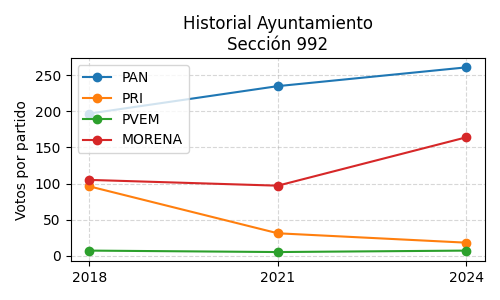 Historial Ayuntamiento
Sección 992
PAN
PRI
PVEM
MORENA
Votos por partido
250
200
150
100
50
0
2018
2021
2024